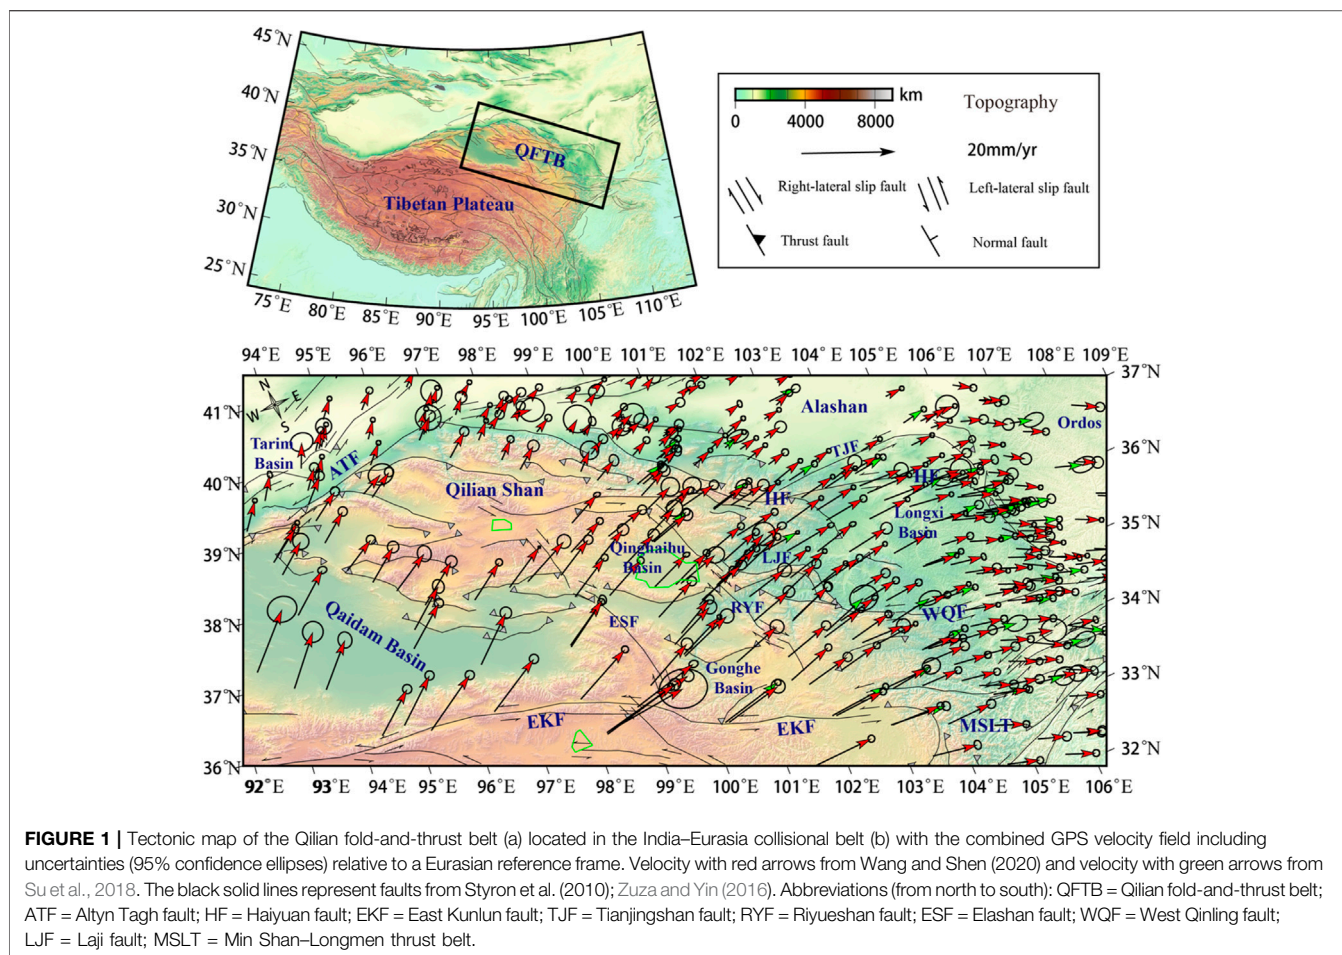 45°N
40°N
35°N
30°N
25°N
QFTB
Tibetan Plateau
75°E 80°E 85°E 90°E 95°E 100°E 105°E 110°E
km
0 4000 8000
Topography
20mm/yr
Right-lateral slip fault
Left-lateral slip fault
Thrust fault
Normal fault
94°E 95°E 96°E 97°E 98°E 99°E 100°E 101°E 102°E 103°E 104°E 105°E 106°E 107°E 108°E 109°E
37°N
N
W E
S
41°N
Alashan
Ordos
Tarim
Basin
ATF
TJF
36°N
40°N
Qilian Shan
HF
HF
Longxi
Basin
35°N
39°N
Qinghaihu
Basin
LJF
34°N
Qaidam Basin
ESF
RYF
WQF
38°N
Gonghe
Basin
33°N
37°N
EKF
EKF
MSLT
32°N
36°N
92°E 93°E 94°E 95°E 96°E 97°E 98°E 99°E 100°E 101°E 102°E 103°E 104°E 105°E 106°E
FIGURE 1 | Tectonic map of the Qilian fold-and-thrust belt (a) located in the India–Eurasia collisional belt (b) with the combined GPS velocity field including
uncertainties (95% confidence ellipses) relative to a Eurasian reference frame. Velocity with red arrows from Wang and Shen (2020) and velocity with green arrows from
Su et al., 2018. The black solid lines represent faults from Styron et al. (2010); Zuza and Yin (2016). Abbreviations (from north to south): QFTB = Qilian fold-and-thrust belt;
ATF = Altyn Tagh fault; HF = Haiyuan fault; EKF = East Kunlun fault; TJF = Tianjingshan fault; RYF = Riyueshan fault; ESF = Elashan fault; WQF = West Qinling fault;
LJF = Laji fault; MSLT = Min Shan–Longmen thrust belt.